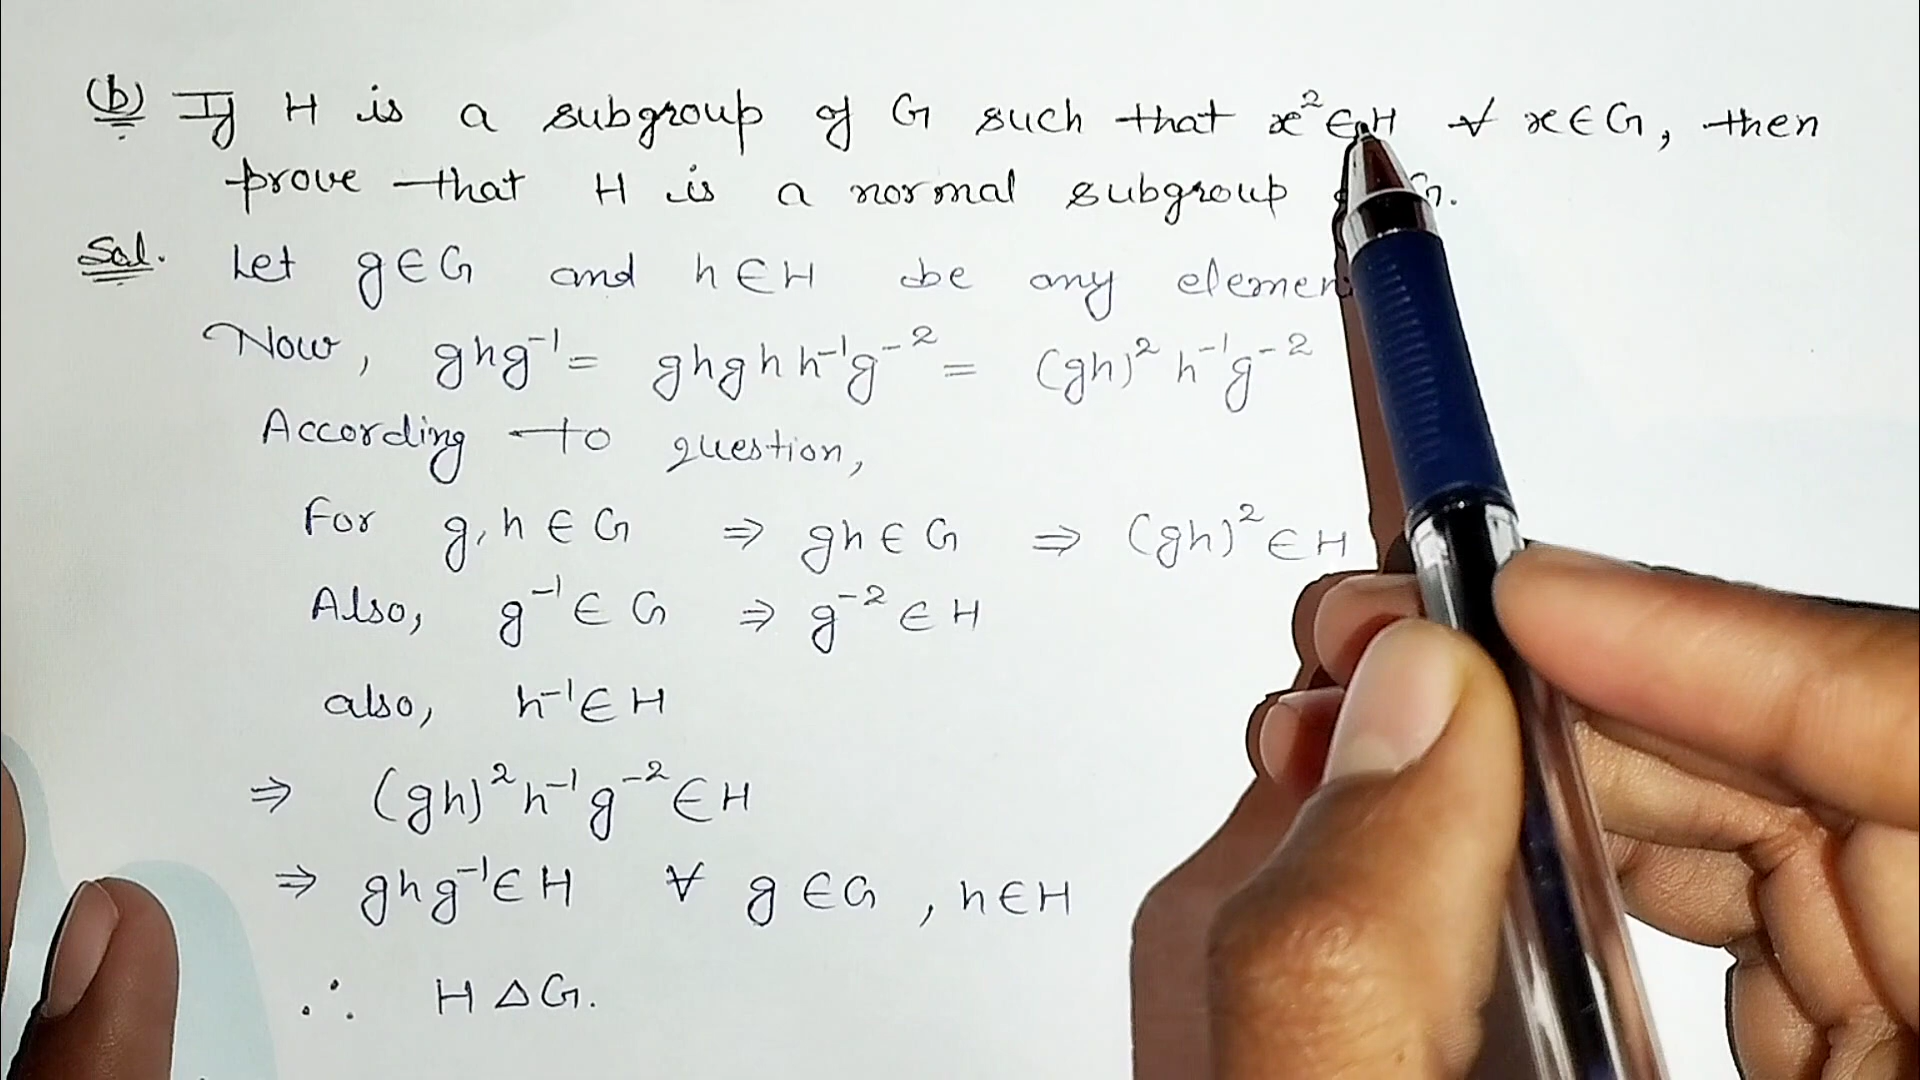 (b) If H is a subgroup of G such that x² ∈ H ∀ x ∈ G, then
prove that H is a normal subgroup G.
Sol. Let g ∈ G and h ∈ H be any
Now, ghg⁻¹ = ghghh⁻¹g⁻² = (gh)² h⁻¹g⁻²
According to question,
For g, h ∈ G ⇒ gh ∈ G ⇒ (gh)² ∈ H
Also, g⁻¹ ∈ G ⇒ g⁻² ∈ H
also, h⁻¹ ∈ H
⇒ (gh)² h⁻¹g⁻² ∈ H
⇒ ghg⁻¹ ∈ H ∀ g ∈ G, h ∈ H
∴ H △ G.